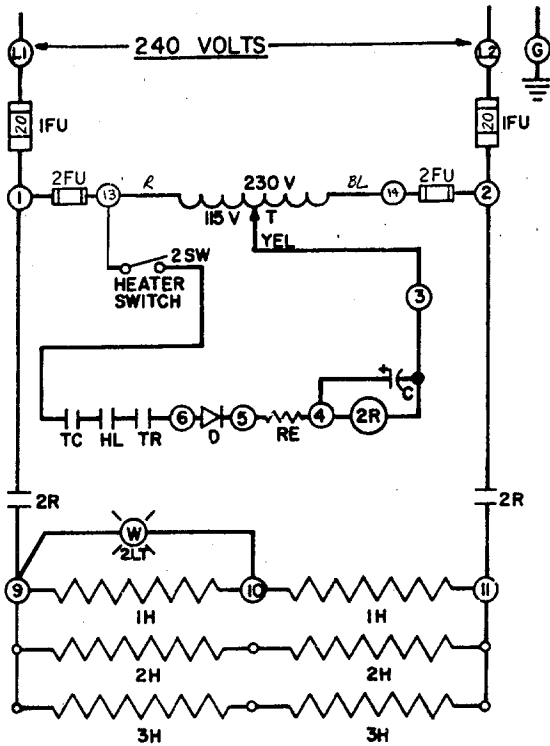 L1 240 VOLTS L2 G
20 1FU 20 1FU
2FU R 230 V BL 2FU
1 13 14 2
115 V T
YEL
2SW
HEATER
SWITCH
3
+
C
6 5 4 2R
TC HL TR D RE
2R 2R
W
2LT
9 10 11
1H 1H
2H 2H
3H 3H